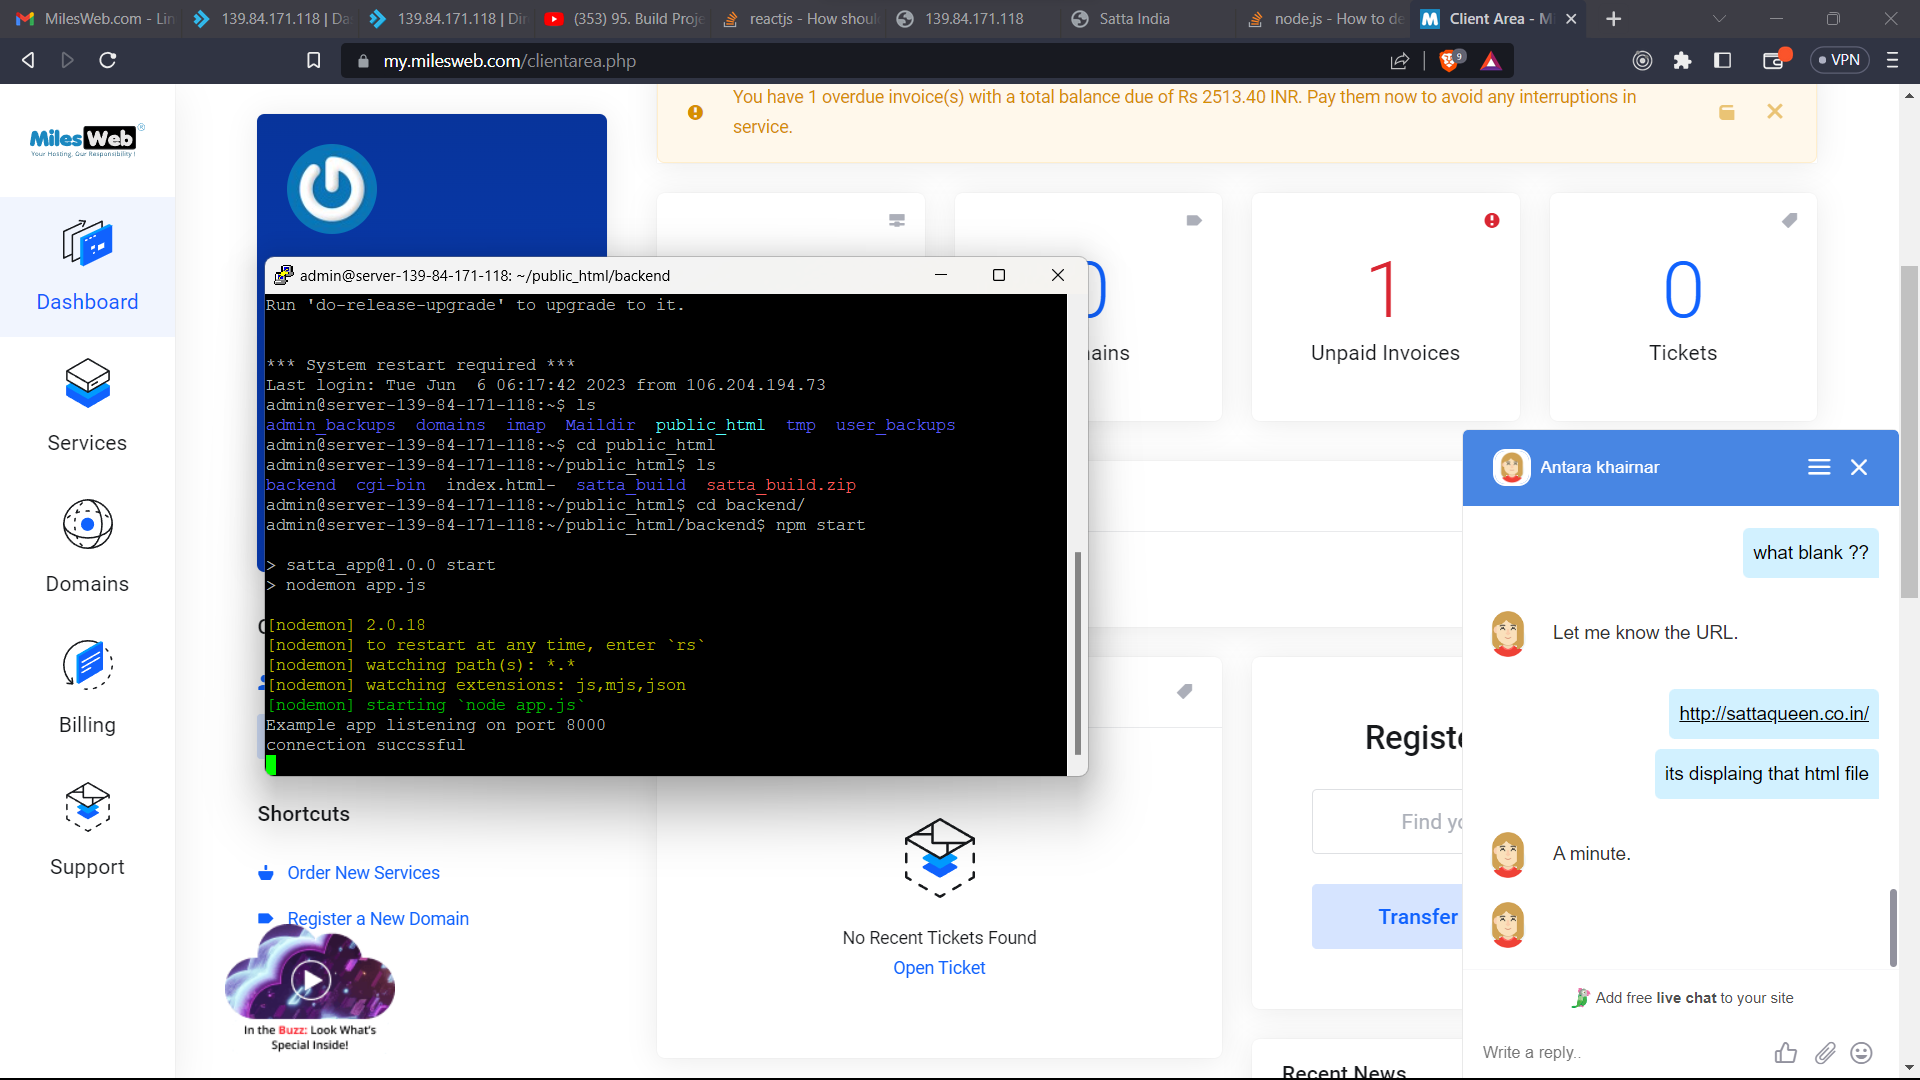 MilesWeb.com - Lin
139.84.171.118 | Da
139.84.171.118 | Dir
(353) 95. Build Proje
reactjs - How shoul
139.84.171.118
Satta India
node.js - How to de
Client Area - M
my.milesweb.com/clientarea.php
9
VPN
You have 1 overdue invoice(s) with a total balance due of Rs 2513.40 INR. Pay them now to avoid any interruptions in
service.
MilesWeb®
Your Hosting, Our Responsibility!
Dashboard
Services
Domains
Billing
Support
0
ains
1
Unpaid Invoices
0
Tickets
admin@server-139-84-171-118: ~/public_html/backend
Run 'do-release-upgrade' to upgrade to it.
*** System restart required ***
Last login: Tue Jun  6 06:17:42 2023 from 106.204.194.73
admin@server-139-84-171-118:~$ ls
admin_backups  domains  imap  Maildir  public_html  tmp  user_backups
admin@server-139-84-171-118:~$ cd public_html
admin@server-139-84-171-118:~/public_html$ ls
backend  cgi-bin  index.html-  satta_build  satta_build.zip
admin@server-139-84-171-118:~/public_html$ cd backend/
admin@server-139-84-171-118:~/public_html/backend$ npm start
> satta_app@1.0.0 start
> nodemon app.js
[nodemon] 2.0.18
[nodemon] to restart at any time, enter `rs`
[nodemon] watching path(s): *.*
[nodemon] watching extensions: js,mjs,json
[nodemon] starting `node app.js`
Example app listening on port 8000
connection succssful
Shortcuts
Order New Services
Register a New Domain
In the Buzz: Look What's
Special Inside!
No Recent Tickets Found
Open Ticket
Registe
Find yo
Transfer
Recent News
Antara khairnar
what blank ??
Let me know the URL.
http://sattaqueen.co.in/
its displaing that html file
A minute.
Add free live chat to your site
Write a reply..